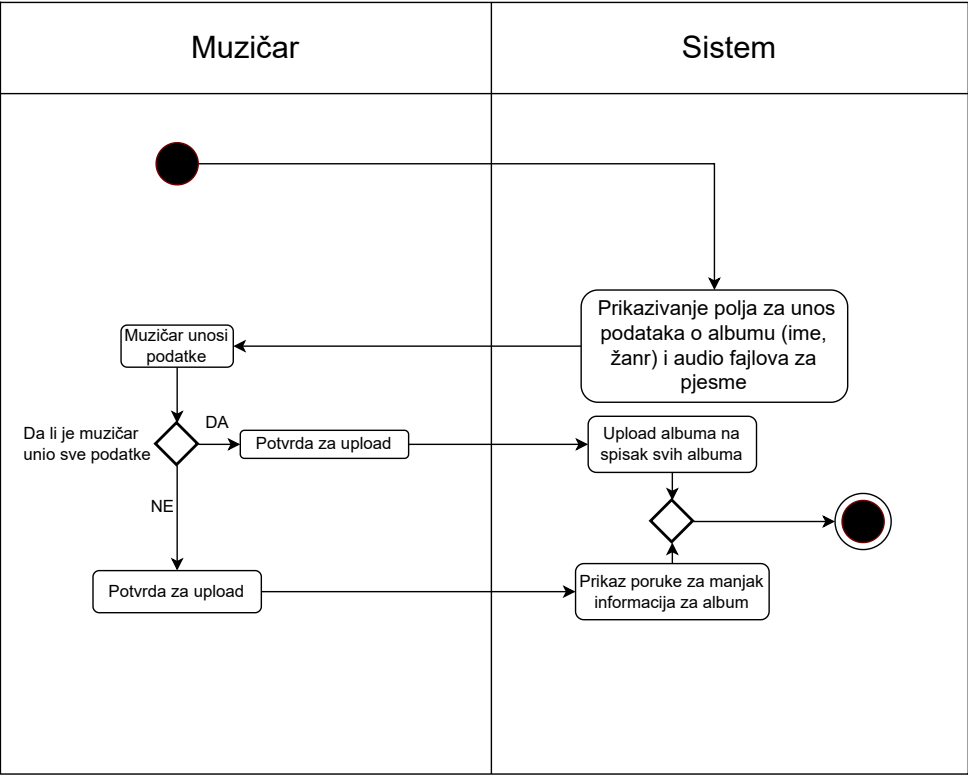 Muzičar
Sistem
Prikazivanje polja za unos
podataka o albumu (ime,
žanr) i audio fajlova za
pjesme
Muzičar unosi
podatke
Da li je muzičar
unio sve podatke
DA
Potvrda za upload
Upload albuma na
spisak svih albuma
NE
Potvrda za upload
Prikaz poruke za manjak
informacija za album